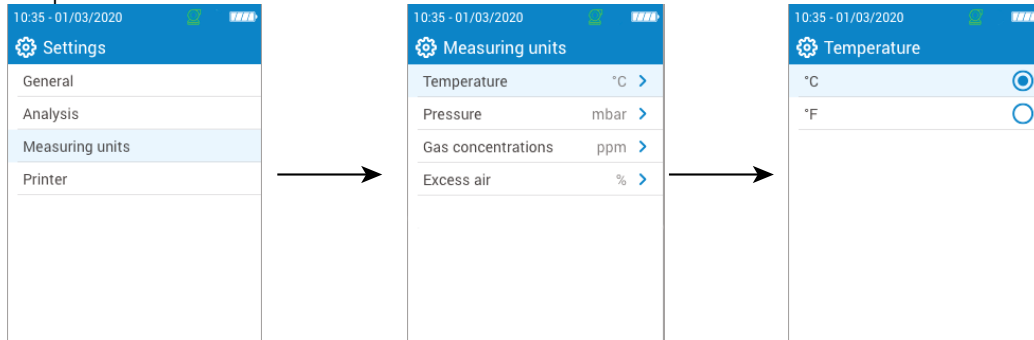 10:35 - 01/03/2020
Settings
General
Analysis
Measuring units
Printer
10:35 - 01/03/2020
Measuring units
Temperature °C
Pressure mbar
Gas concentrations ppm
Excess air %
10:35 - 01/03/2020
Temperature
°C
°F